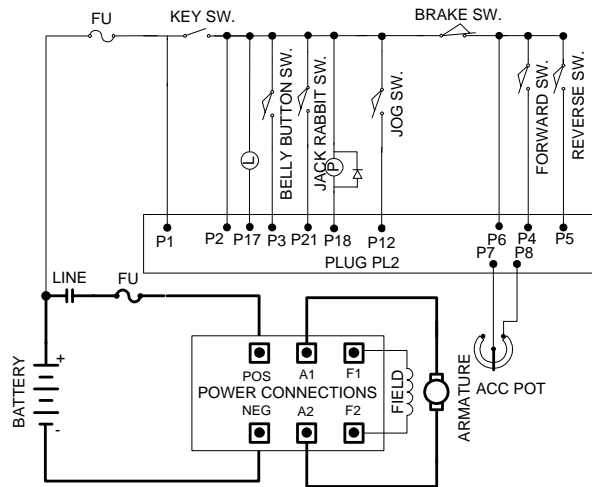 FU
KEY SW.
BRAKE SW.
BELLY BUTTON SW.
JACK RABBIT SW.
JOG SW.
FORWARD SW.
REVERSE SW.
L
P
P1
P2
P17
P3
P21
P18
P12
P6
P4
P5
P7
P8
PLUG PL2
LINE
FU
BATTERY
+
-
POS
A1
F1
POWER CONNECTIONS
NEG
A2
F2
FIELD
ARMATURE
ACC POT